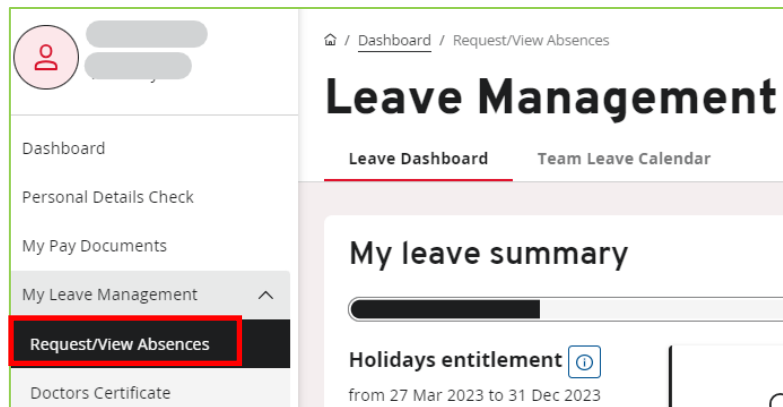 / Dashboard / Request/View Absences
Leave Management
Leave Dashboard Team Leave Calendar
Dashboard
Personal Details Check
My Pay Documents
My Leave Management
Request/View Absences
Doctors Certificate
My leave summary
Holidays entitlement
from 27 Mar 2023 to 31 Dec 2023